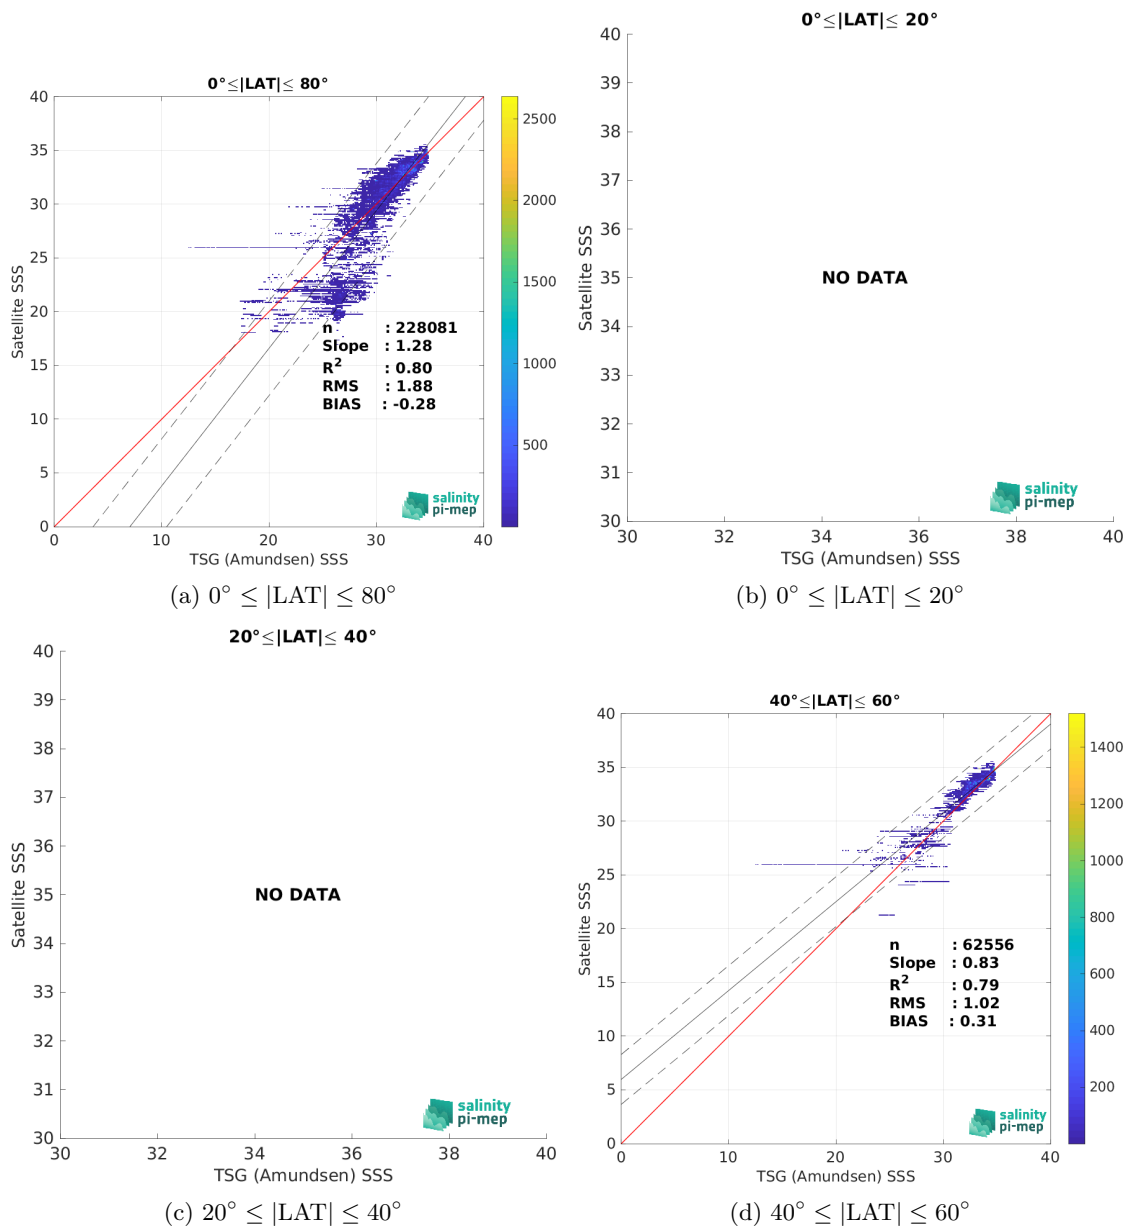 0°≤|LAT|≤ 80°
40
35
30
25
20
15
10
5
0
Satellite SSS
0
10
20
30
40
TSG (Amundsen) SSS
2500
2000
1500
1000
500
n : 228081
Slope : 1.28
R² : 0.80
RMS : 1.88
BIAS : -0.28
salinity
pi-mep
(a) 0° ≤ |LAT| ≤ 80°
0°≤|LAT|≤ 20°
40
39
38
37
36
35
34
33
32
31
30
Satellite SSS
NO DATA
30
32
34
36
38
40
TSG (Amundsen) SSS
salinity
pi-mep
(b) 0° ≤ |LAT| ≤ 20°
20°≤|LAT|≤ 40°
40
39
38
37
36
35
34
33
32
31
30
Satellite SSS
NO DATA
30
32
34
36
38
40
TSG (Amundsen) SSS
salinity
pi-mep
(c) 20° ≤ |LAT| ≤ 40°
40°≤|LAT|≤ 60°
40
35
30
25
20
15
10
5
0
Satellite SSS
0
10
20
30
40
TSG (Amundsen) SSS
1400
1200
1000
800
600
400
200
n : 62556
Slope : 0.83
R² : 0.79
RMS : 1.02
BIAS : 0.31
salinity
pi-mep
(d) 40° ≤ |LAT| ≤ 60°